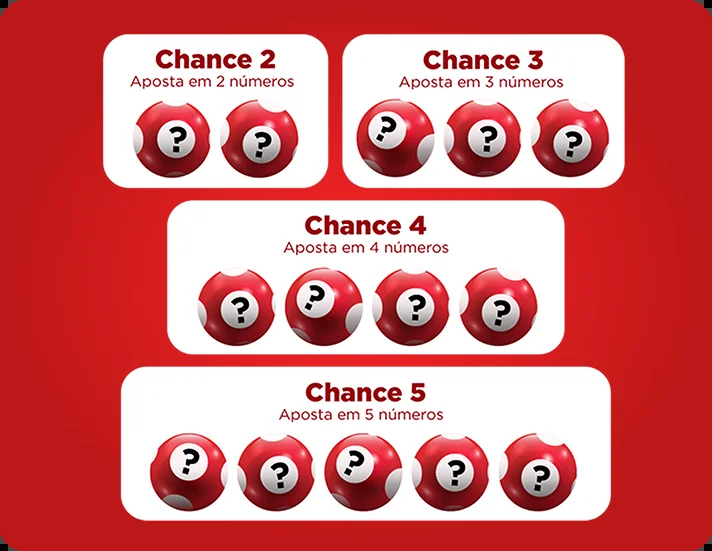 Chance 2
Aposta em 2 números
? ?
Chance 3
Aposta em 3 números
? ? ?
Chance 4
Aposta em 4 números
? ? ? ?
Chance 5
Aposta em 5 números
? ? ? ? ?